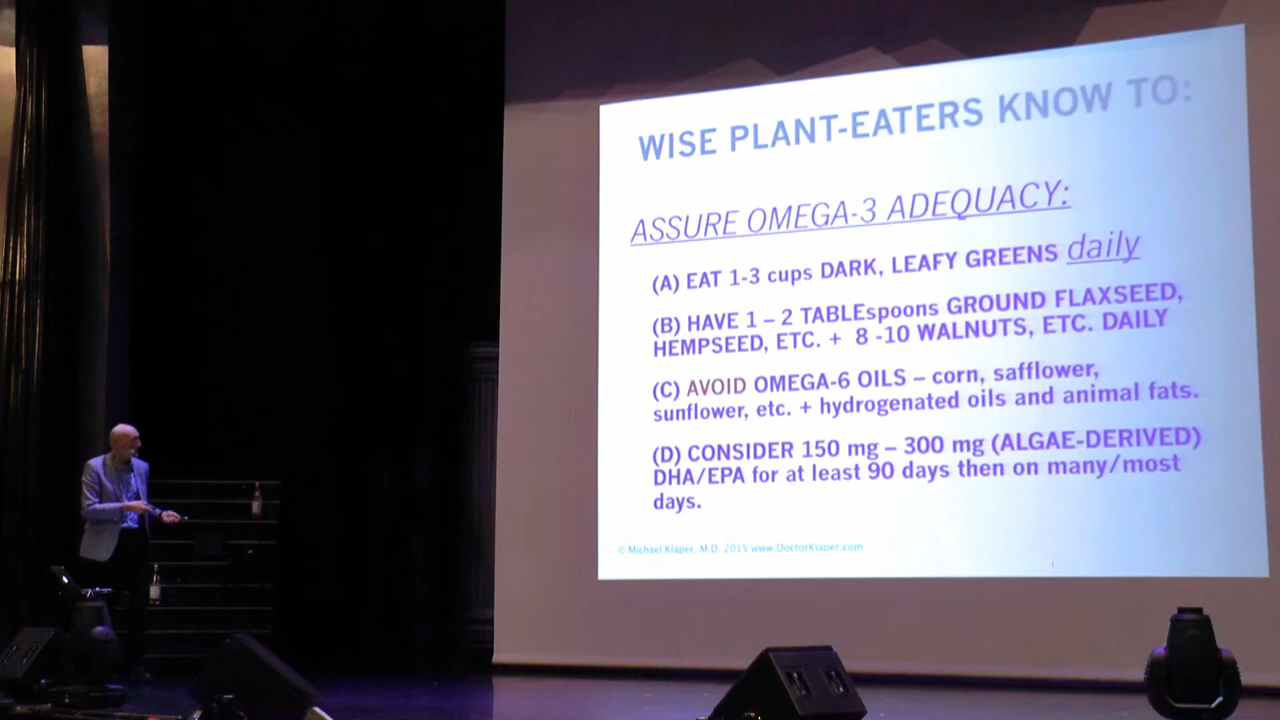 WISE PLANT-EATERS KNOW TO:
ASSURE OMEGA-3 ADEQUACY:
(A) EAT 1-3 cups DARK, LEAFY GREENS daily
(B) HAVE 1 – 2 TABLEspoons GROUND FLAXSEED,
HEMPSEED, ETC. + 8 -10 WALNUTS, ETC. DAILY
(C) AVOID OMEGA-6 OILS – corn, safflower,
sunflower, etc. + hydrogenated oils and animal fats.
(D) CONSIDER 150 mg – 300 mg (ALGAE-DERIVED)
DHA/EPA for at least 90 days then on many/most
days.
© Michael Klaper, M.D. 2015 www.DoctorKlaper.com